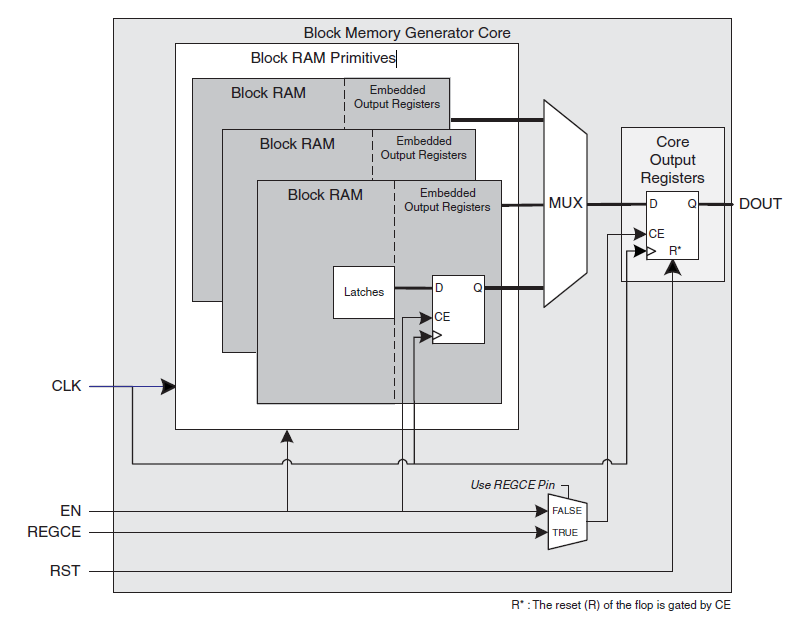 Block Memory Generator Core
Block RAM Primitives
Block RAM
Embedded
Output Registers
Block RAM
Embedded
Output Registers
Block RAM
Embedded
Output Registers
Latches
D
Q
CE
MUX
Core
Output
Registers
D
Q
CE
R*
DOUT
CLK
EN
REGCE
RST
Use REGCE Pin
FALSE
TRUE
R* : The reset (R) of the flop is gated by CE